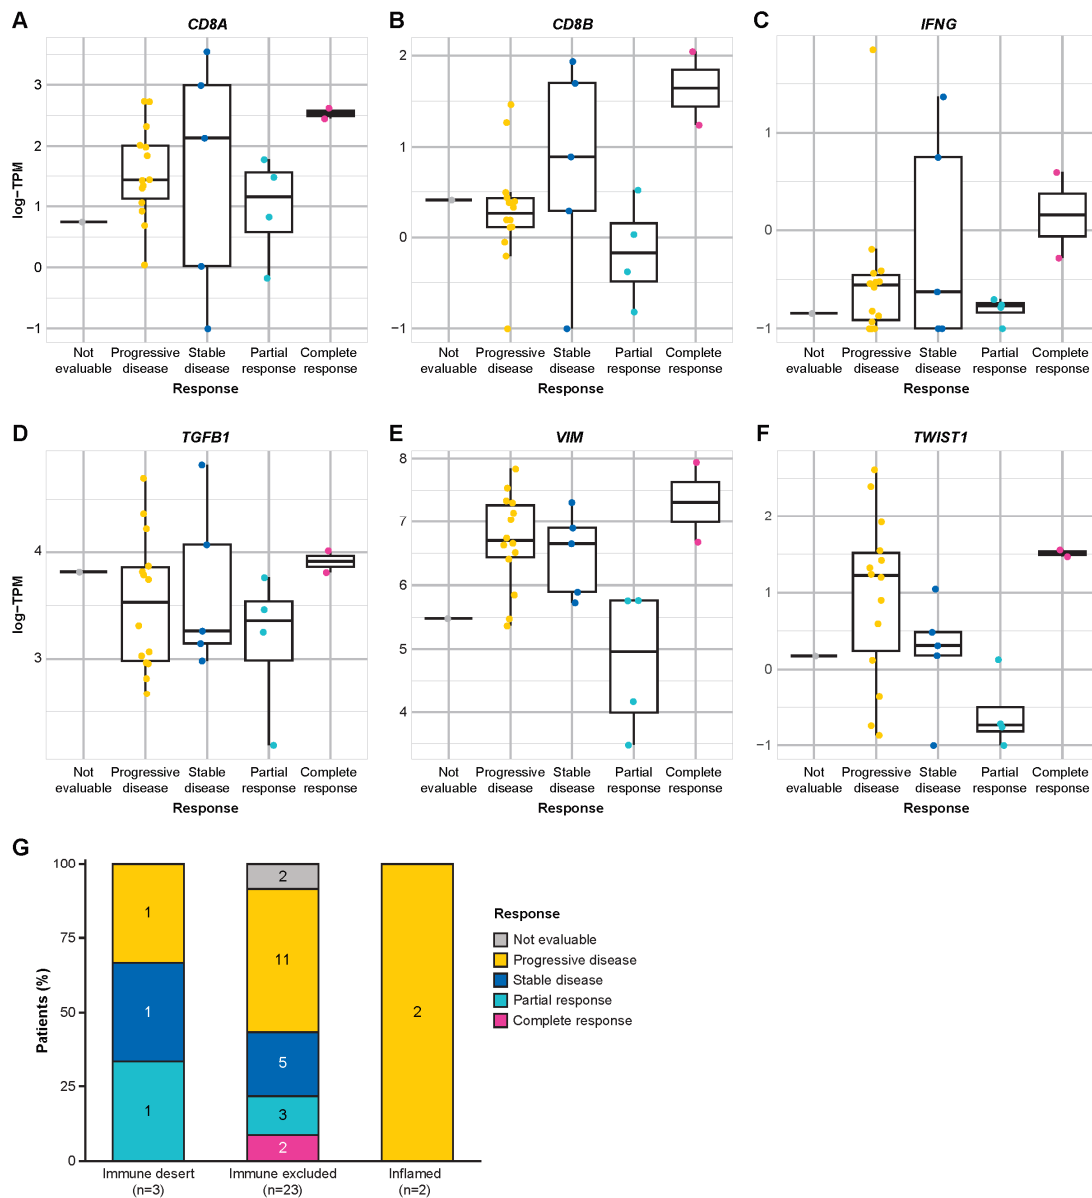 A
CD8A
log-TPM
3
2
1
0
−1
Not evaluable
Progressive disease
Stable disease
Partial response
Complete response
Response
B
CD8B
2
1
0
−1
Not evaluable
Progressive disease
Stable disease
Partial response
Complete response
Response
C
IFNG
1
0
−1
Not evaluable
Progressive disease
Stable disease
Partial response
Complete response
Response
D
TGFB1
log-TPM
4
3
Not evaluable
Progressive disease
Stable disease
Partial response
Complete response
Response
E
VIM
8
7
6
5
4
Not evaluable
Progressive disease
Stable disease
Partial response
Complete response
Response
F
TWIST1
2
1
0
−1
Not evaluable
Progressive disease
Stable disease
Partial response
Complete response
Response
G
Patients (%)
100
75
50
25
0
1
1
1
2
11
5
3
2
2
Immune desert
(n=3)
Immune excluded
(n=23)
Inflamed
(n=2)
Response
Not evaluable
Progressive disease
Stable disease
Partial response
Complete response